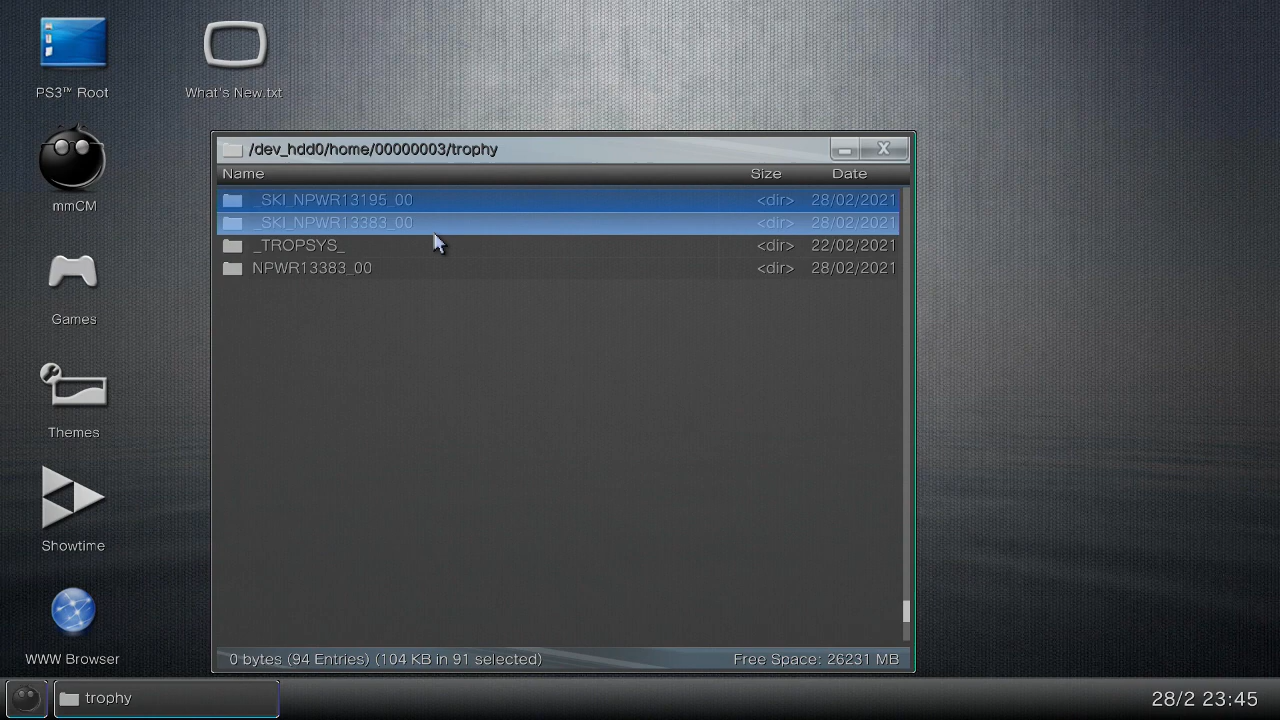 PS3™ Root
What's New.txt
mmCM
Games
Themes
Showtime
WWW Browser
/dev_hdd0/home/00000003/trophy
X
Name Size Date
_SKI_NPWR13195_00 <dir> 28/02/2021
_SKI_NPWR13383_00 <dir> 28/02/2021
_TROPSYS_ <dir> 22/02/2021
NPWR13383_00 <dir> 28/02/2021
0 bytes (94 Entries) (104 KB in 91 selected) Free Space: 26231 MB
trophy
28/2 23:45